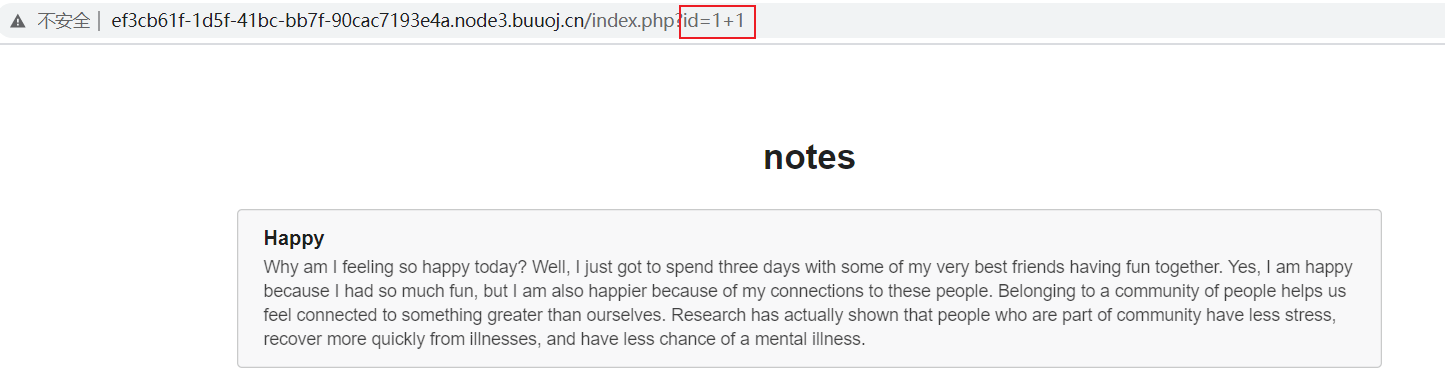 不安全 | ef3cb61f-1d5f-41bc-bb7f-90cac7193e4a.node3.buuoj.cn/index.php?id=1+1
notes
Happy
Why am I feeling so happy today? Well, I just got to spend three days with some of my very best friends having fun together. Yes, I am happy
because I had so much fun, but I am also happier because of my connections to these people. Belonging to a community of people helps us
feel connected to something greater than ourselves. Research has actually shown that people who are part of community have less stress,
recover more quickly from illnesses, and have less chance of a mental illness.